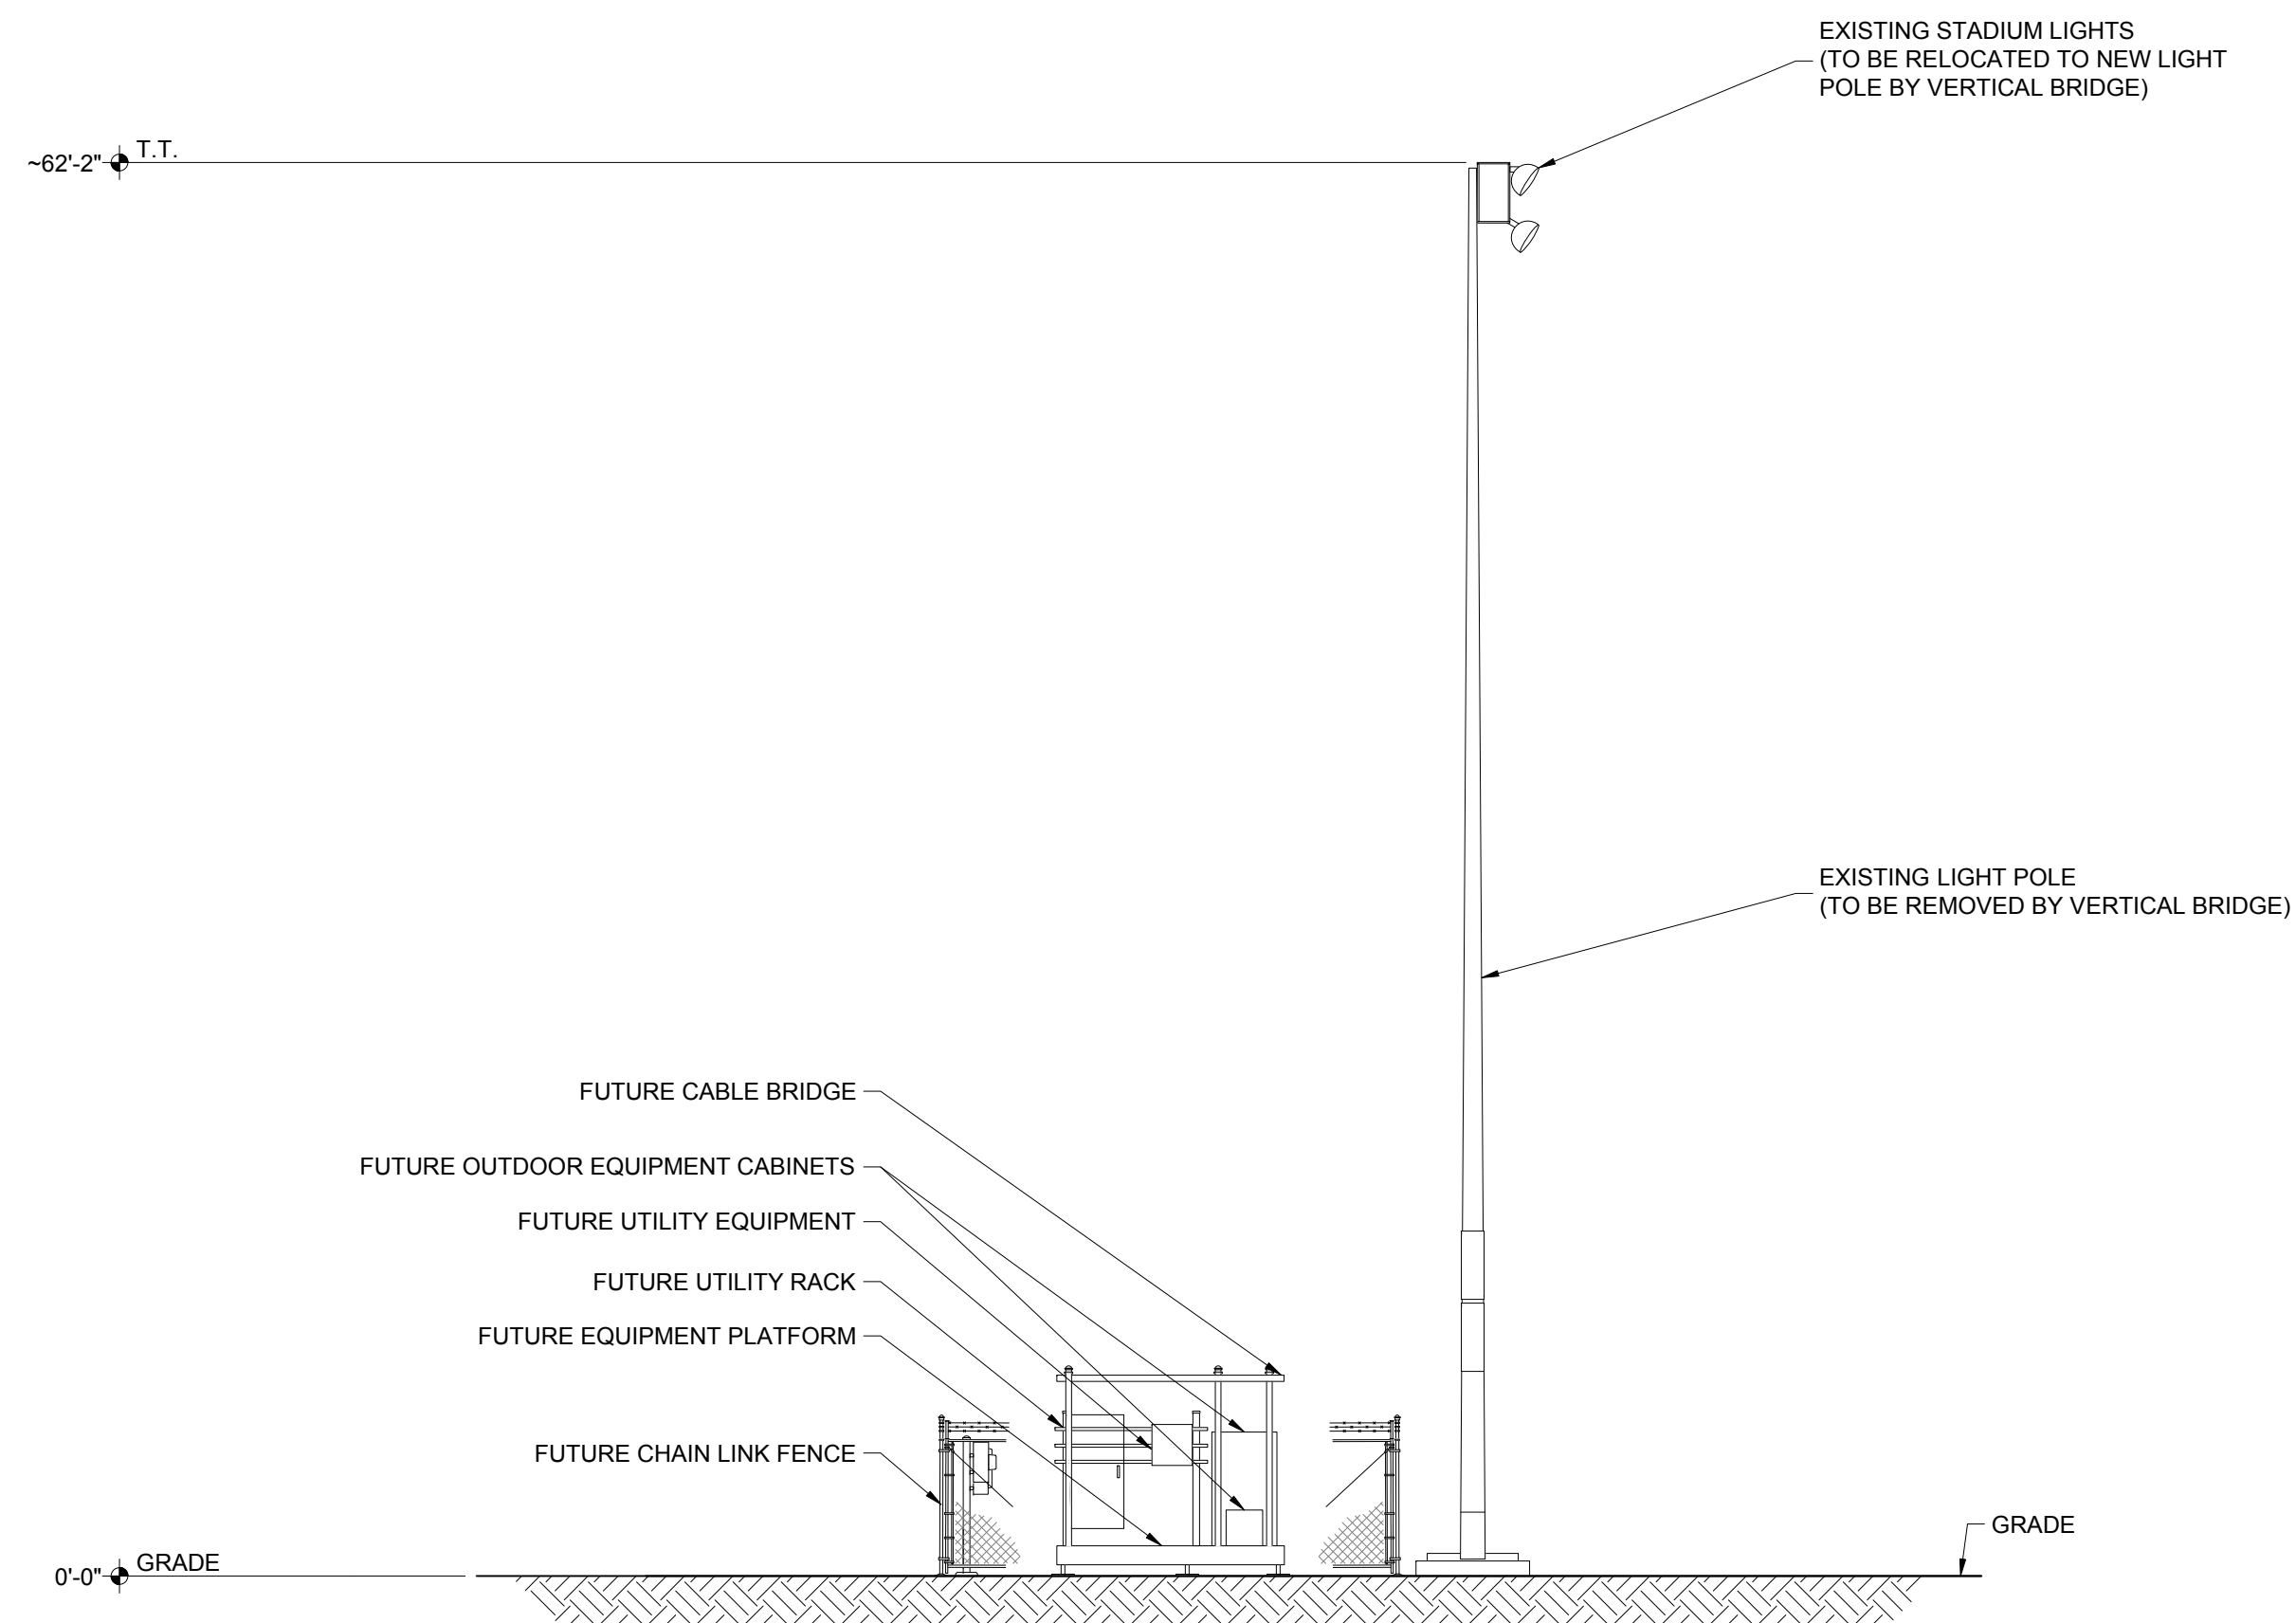 EXISTING STADIUM LIGHTS
(TO BE RELOCATED TO NEW LIGHT
POLE BY VERTICAL BRIDGE)
~62'-2"
T.T.
EXISTING LIGHT POLE
(TO BE REMOVED BY VERTICAL BRIDGE)
FUTURE CABLE BRIDGE
FUTURE OUTDOOR EQUIPMENT CABINETS
FUTURE UTILITY EQUIPMENT
FUTURE UTILITY RACK
FUTURE EQUIPMENT PLATFORM
FUTURE CHAIN LINK FENCE
GRADE
0'-0"
GRADE